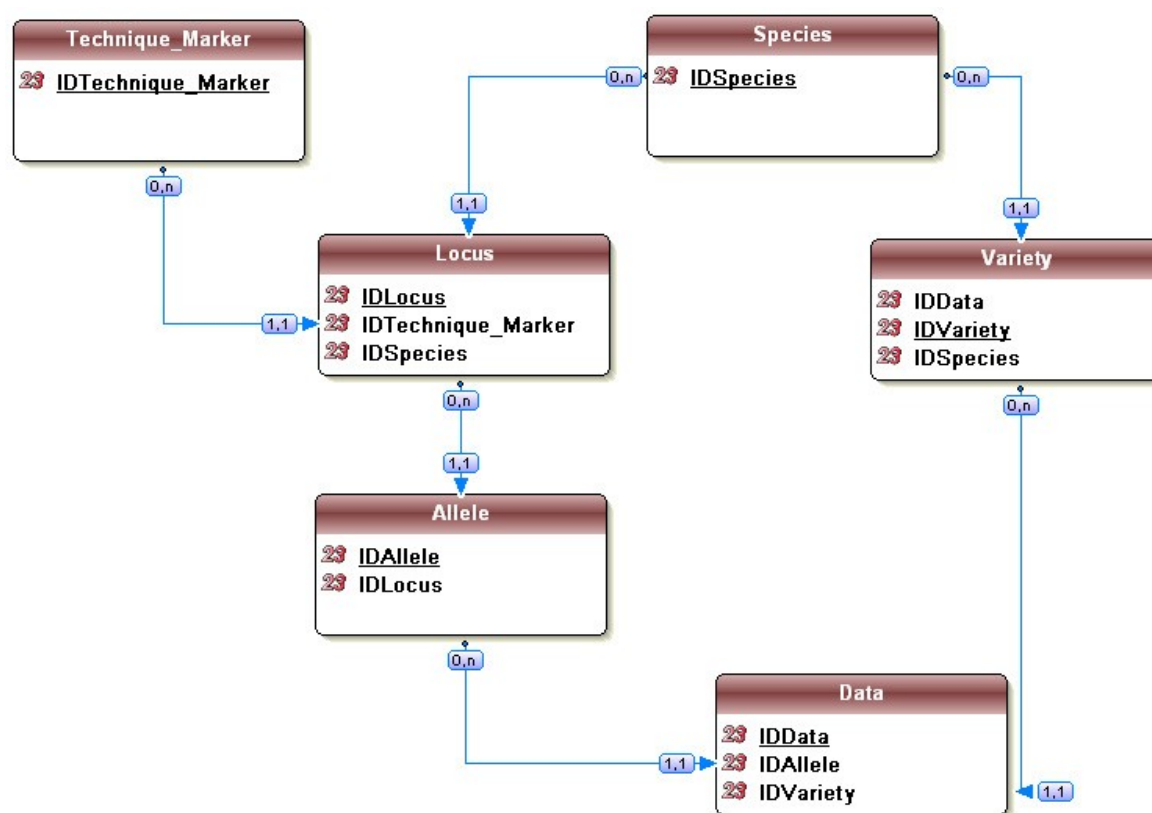 Technique_Marker
23 IDTechnique_Marker
0,n
Species
23 IDSpecies
0,n
0,n
1,1
1,1
1,1
Locus
23 IDLocus
23 IDTechnique_Marker
23 IDSpecies
0,n
Variety
23 IDData
23 IDVariety
23 IDSpecies
0,n
1,1
Allele
23 IDAllele
23 IDLocus
0,n
1,1
Data
23 IDData
23 IDAllele
23 IDVariety
1,1